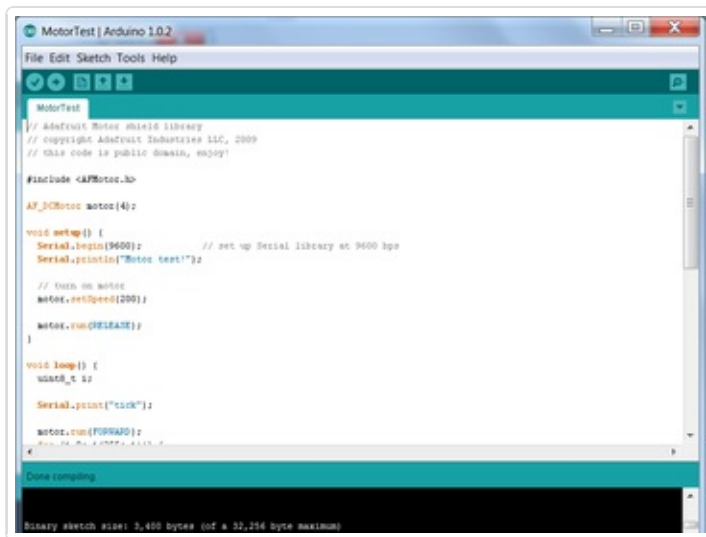 MotorTest | Arduino 1.0.2
File Edit Sketch Tools Help
MotorTest
// Adafruit Motor shield library
// copyright Adafruit Industries LLC, 2009
// this code is public domain, enjoy!
#include <AFMotor.h>
AF_DCMotor motor(4);
void setup() {
Serial.begin(9600); // set up Serial library at 9600 bps
Serial.println("Motor test!");
// turn on motor
motor.setSpeed(200);
motor.run(RELEASE);
}
void loop() {
uint8_t i;
Serial.print("tick");
motor.run(FORWARD);
Done compiling.
Binary sketch size: 3,400 bytes (of a 32,256 byte maximum)